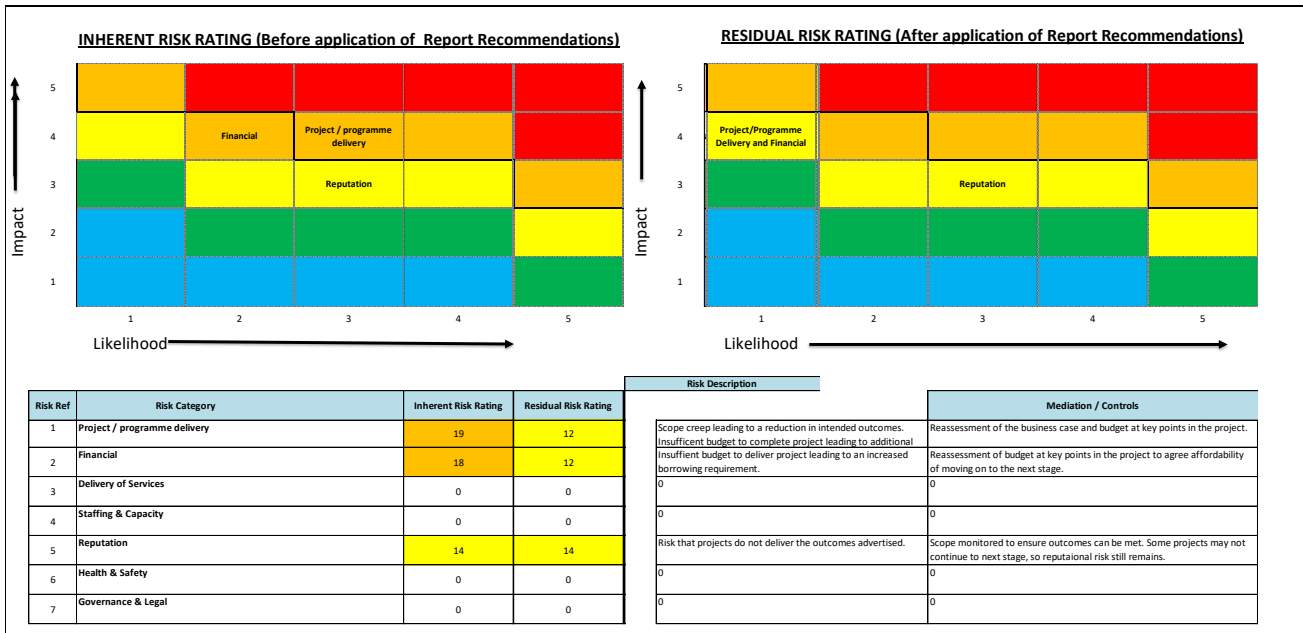 INHERENT RISK RATING (Before application of  Report Recommendations)
5
4
3
2
1
Financial
Project / programme
delivery
Reputation
1
2
3
4
5
Impact
Likelihood
RESIDUAL RISK RATING (After application of Report Recommendations)
5
4
3
2
1
Project/Programme
Delivery and Financial
Reputation
1
2
3
4
5
Impact
Likelihood
Risk Description
Risk Ref
Risk Category
Inherent Risk Rating
Residual Risk Rating
Mediation / Controls
1
Project / programme delivery
19
12
Scope creep leading to a reduction in intended outcomes.
Insufficent budget to complete project leading to additional
Reassessment of the business case and budget at key points in the project.
2
Financial
18
12
Insuffient budget to deliver project leading to an increased
borrowing requirement.
Reassessment of budget at key points in the project to agree affordability
of moving on to the next stage.
3
Delivery of Services
0
0
0
0
4
Staffing & Capacity
0
0
0
0
5
Reputation
14
14
Risk that projects do not deliver the outcomes advertised.
Scope monitored to ensure outcomes can be met. Some projects may not
continue to next stage, so reputaional risk still remains.
6
Health & Safety
0
0
0
0
7
Governance & Legal
0
0
0
0